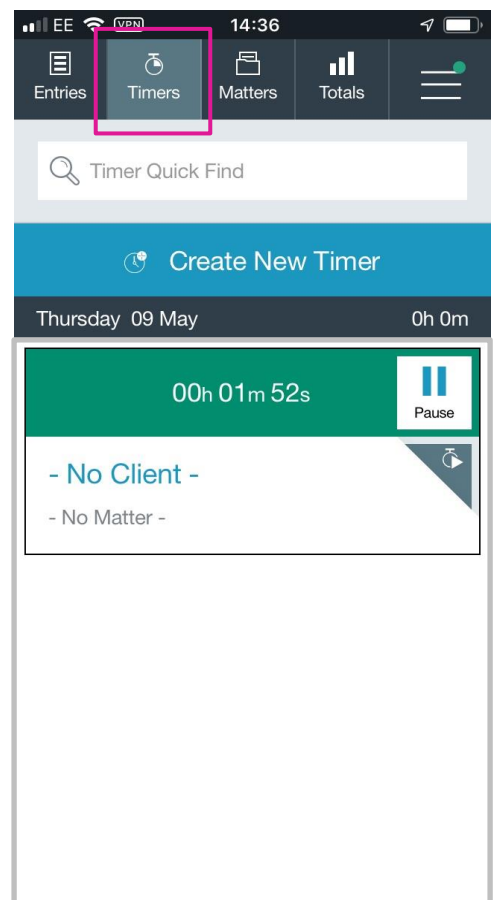 EE VPN 14:36
Entries Timers Matters Totals
Timer Quick Find
Create New Timer
Thursday 09 May 0h 0m
00h 01m 52s
Pause
- No Client -
- No Matter -